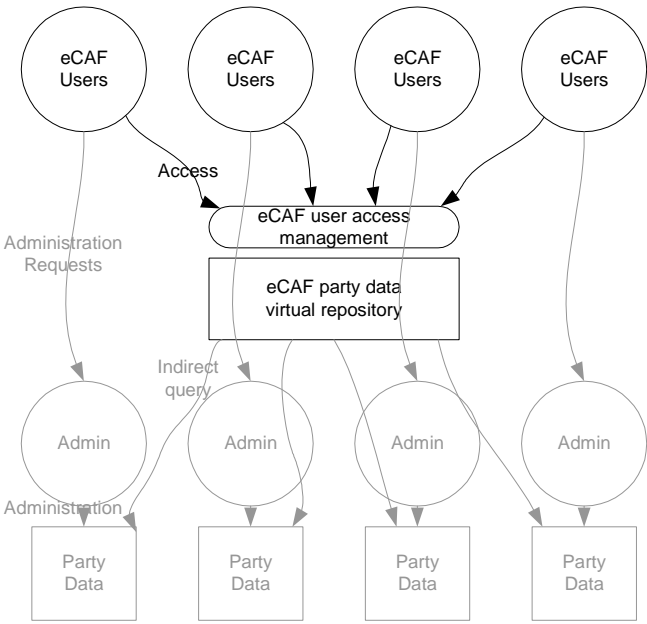 eCAF
Users
eCAF
Users
eCAF
Users
eCAF
Users
Access
eCAF user access
management
Administration
Requests
eCAF party data
virtual repository
Indirect
query
Admin
Admin
Admin
Admin
Administration
Party
Data
Party
Data
Party
Data
Party
Data